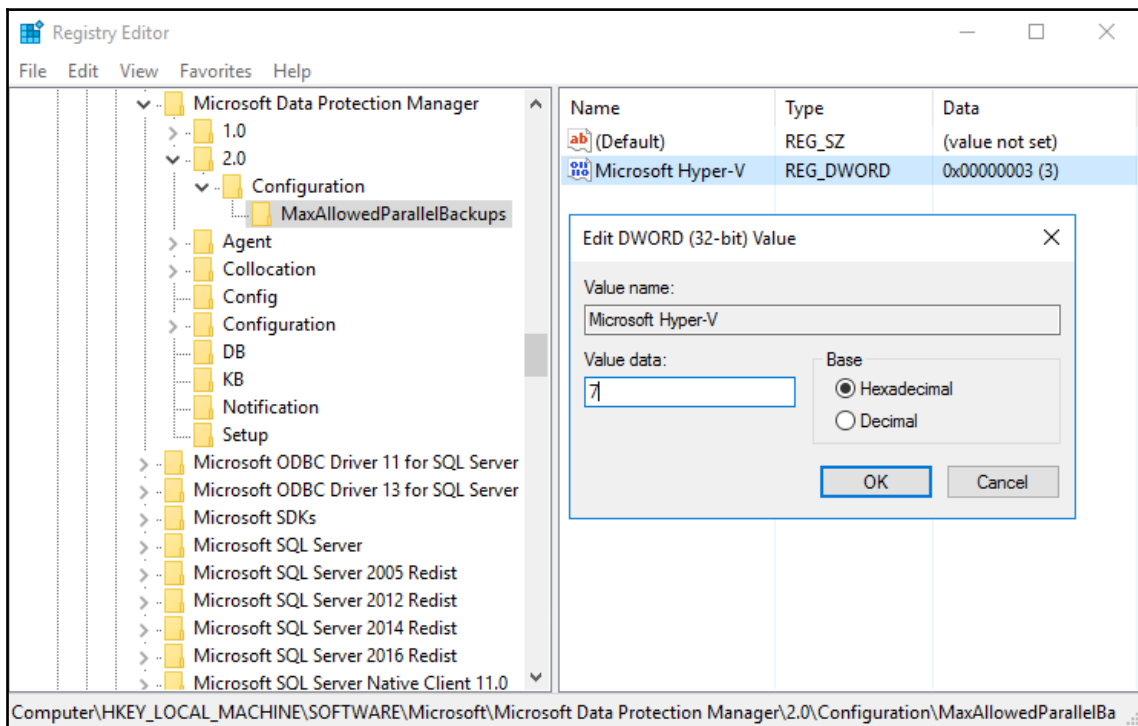 Registry Editor
File Edit View Favorites Help
Microsoft Data Protection Manager
1.0
2.0
Configuration
MaxAllowedParallelBackups
Agent
Collocation
Config
Configuration
DB
KB
Notification
Setup
Microsoft ODBC Driver 11 for SQL Server
Microsoft ODBC Driver 13 for SQL Server
Microsoft SDKs
Microsoft SQL Server
Microsoft SQL Server 2005 Redist
Microsoft SQL Server 2012 Redist
Microsoft SQL Server 2014 Redist
Microsoft SQL Server 2016 Redist
Microsoft SQL Server Native Client 11.0
Name Type Data
(Default) REG_SZ (value not set)
Microsoft Hyper-V REG_DWORD 0x00000003 (3)
Edit DWORD (32-bit) Value
Value name:
Microsoft Hyper-V
Value data:
7
Base
Hexadecimal
Decimal
OK Cancel
Computer\HKEY_LOCAL_MACHINE\SOFTWARE\Microsoft\Microsoft Data Protection Manager\2.0\Configuration\MaxAllowedParallelBa